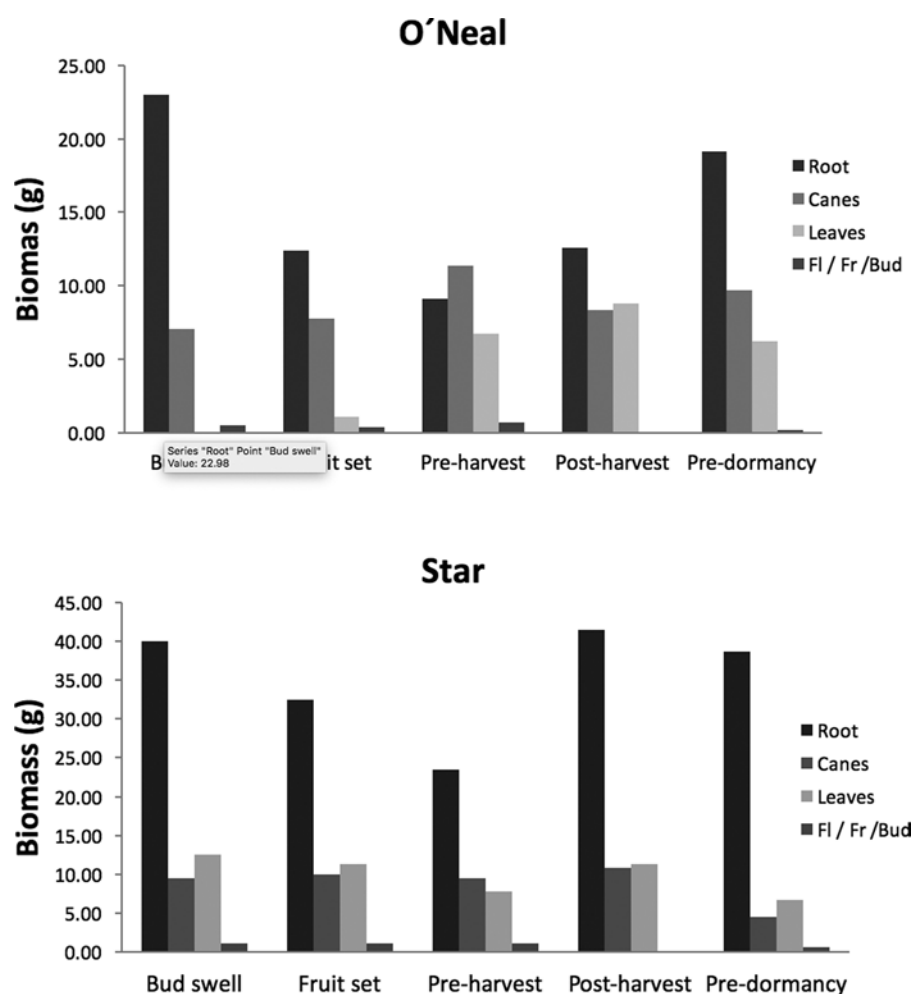 O´Neal
Biomas (g)
25.00
20.00
15.00
10.00
5.00
0.00
Root
Canes
Leaves
Fl / Fr /Bud
Series "Root" Point "Bud swell"
Value: 22.98
Pre-harvest
Post-harvest
Pre-dormancy
Star
Biomass (g)
45.00
40.00
35.00
30.00
25.00
20.00
15.00
10.00
5.00
0.00
Root
Canes
Leaves
Fl / Fr /Bud
Bud swell
Fruit set
Pre-harvest
Post-harvest
Pre-dormancy